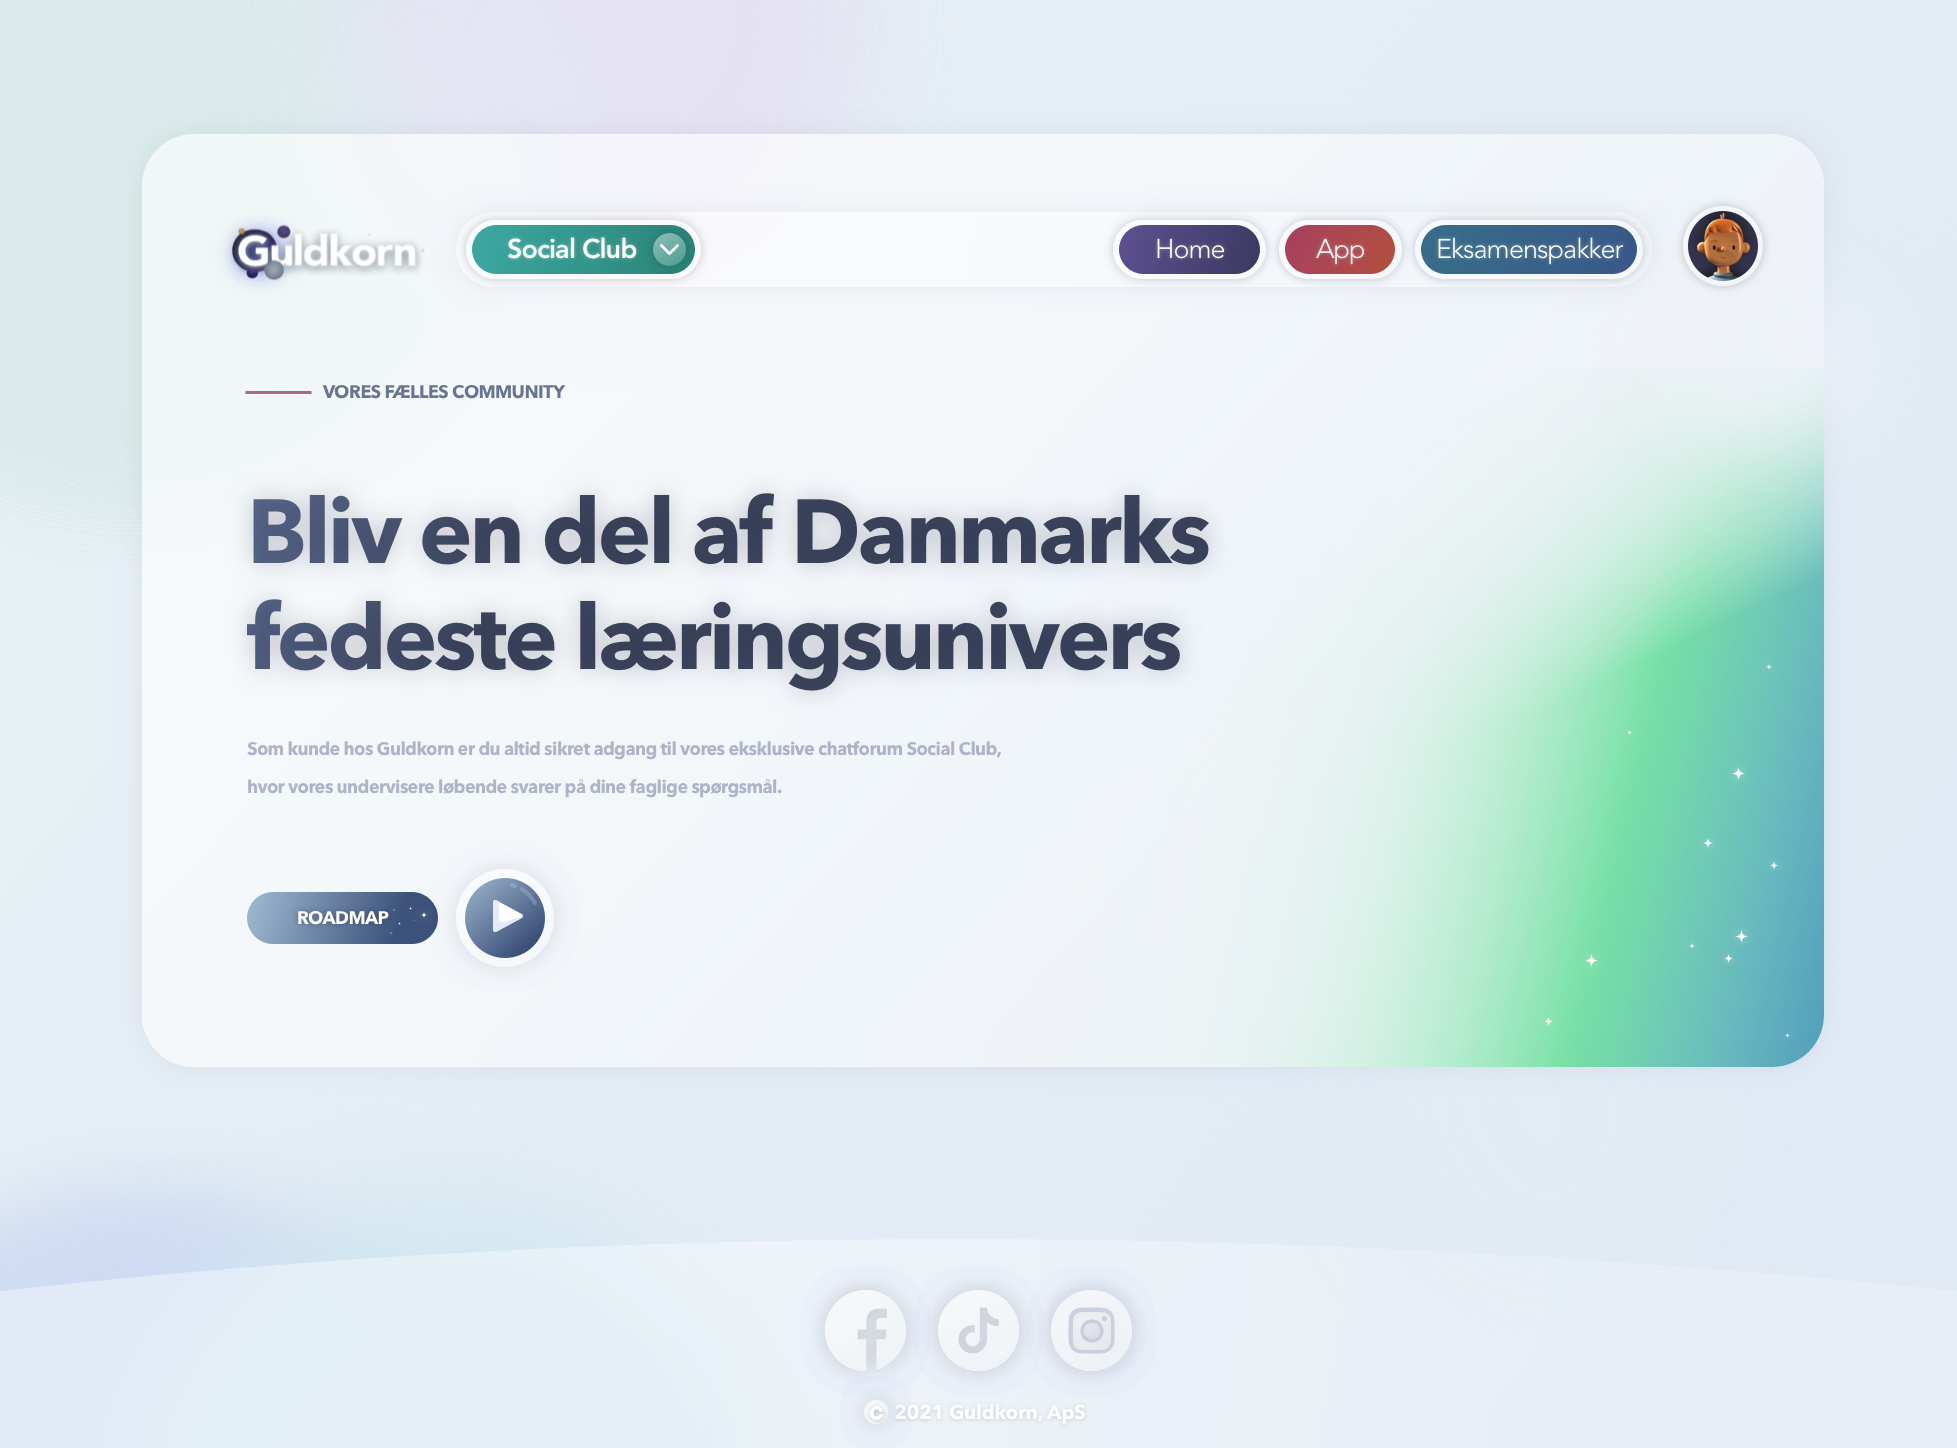 Guldkorn
Social Club
Home
App
Eksamenspakker
VORES FÆLLES COMMUNITY
Bliv en del af Danmarks
fedeste læringsunivers
Som kunde hos Guldkorn er du altid sikret adgang til vores eksklusive chatforum Social Club,
hvor vores undervisere løbende svarer på dine faglige spørgsmål.
ROADMAP
© 2021 Guldkorn, ApS